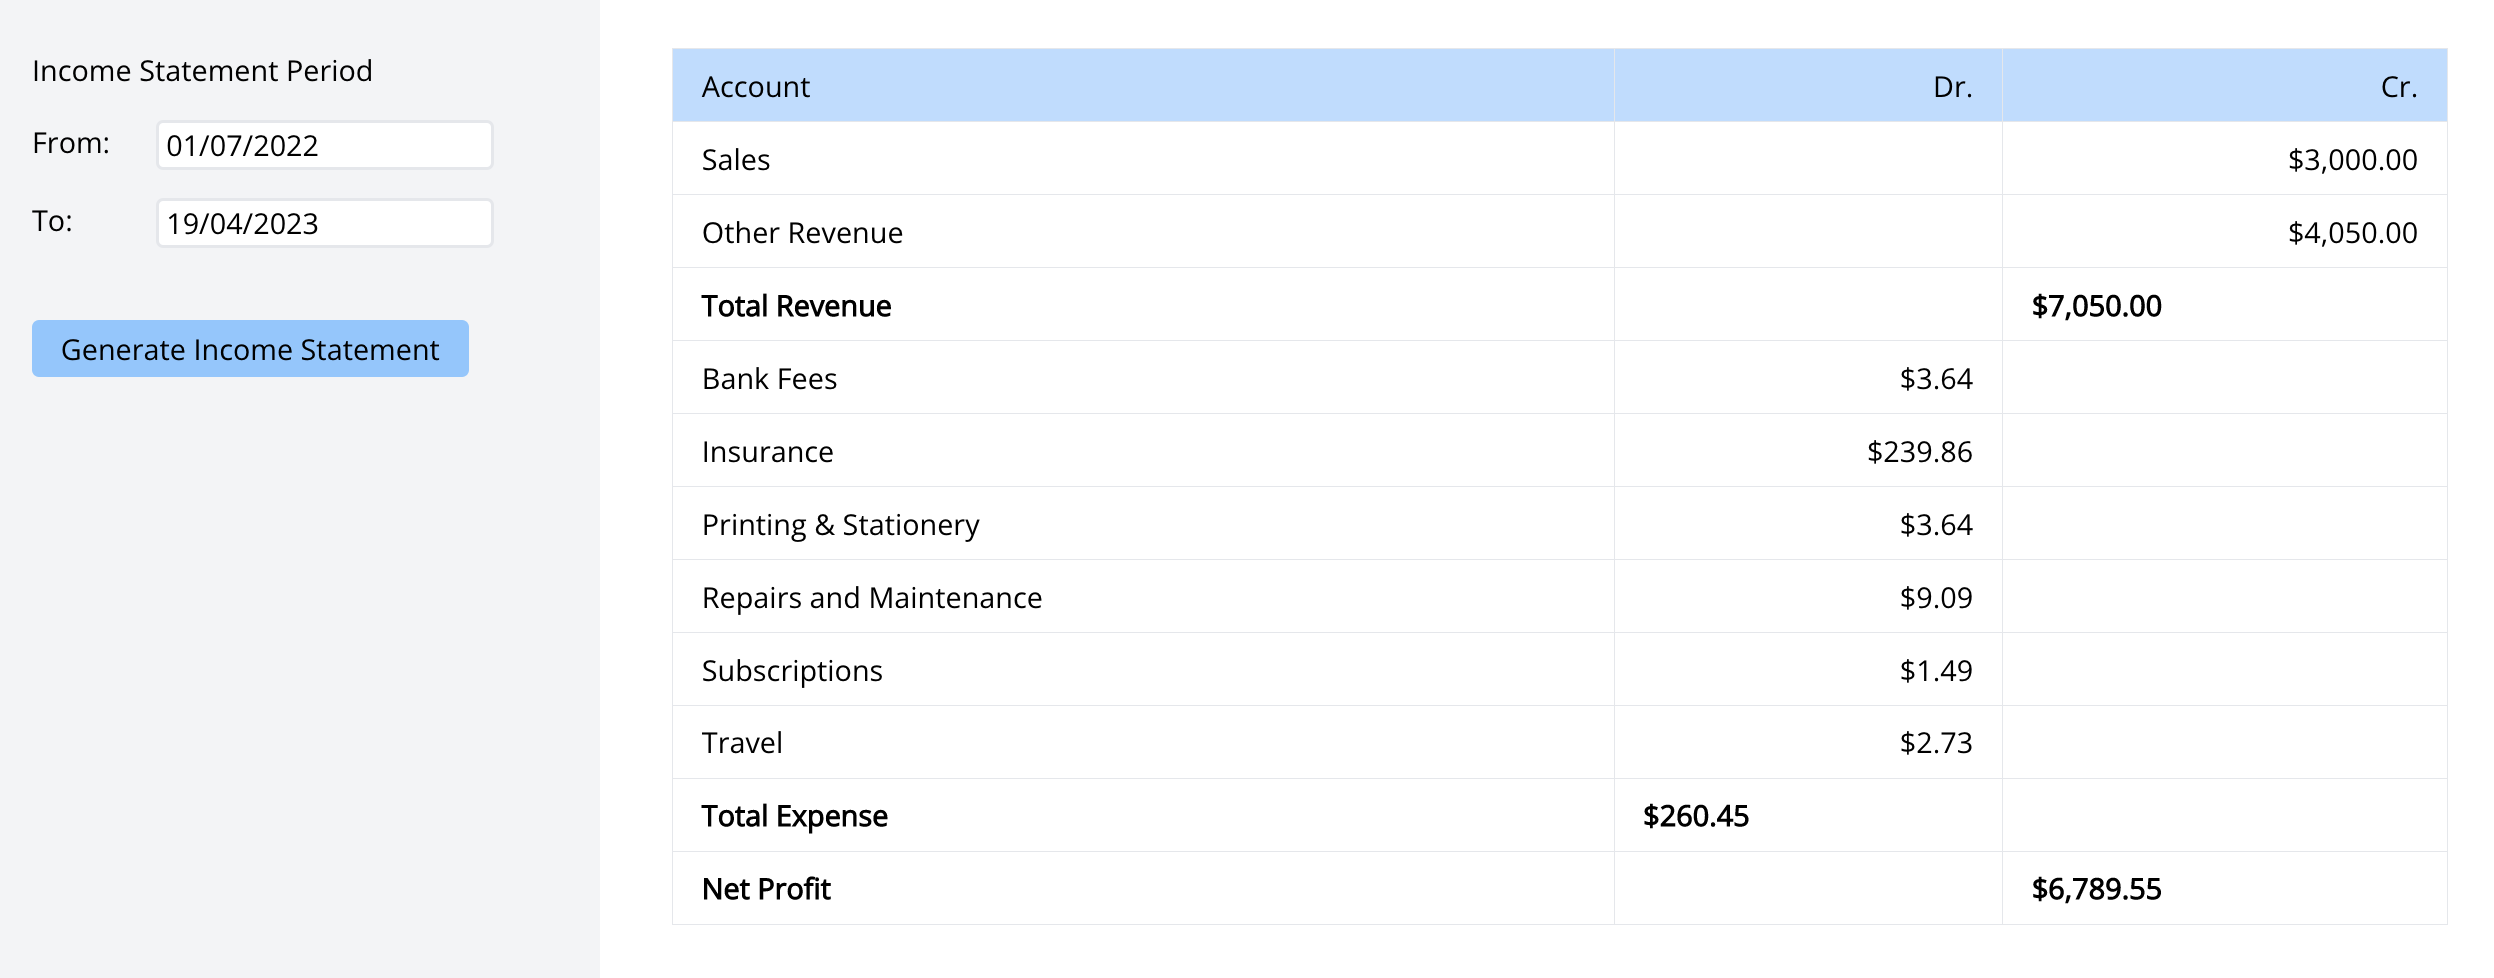 Income Statement Period
From: 01/07/2022
To: 19/04/2023
Generate Income Statement
Account Dr. Cr.
Sales $3,000.00
Other Revenue $4,050.00
Total Revenue $7,050.00
Bank Fees $3.64
Insurance $239.86
Printing & Stationery $3.64
Repairs and Maintenance $9.09
Subscriptions $1.49
Travel $2.73
Total Expense $260.45
Net Profit $6,789.55